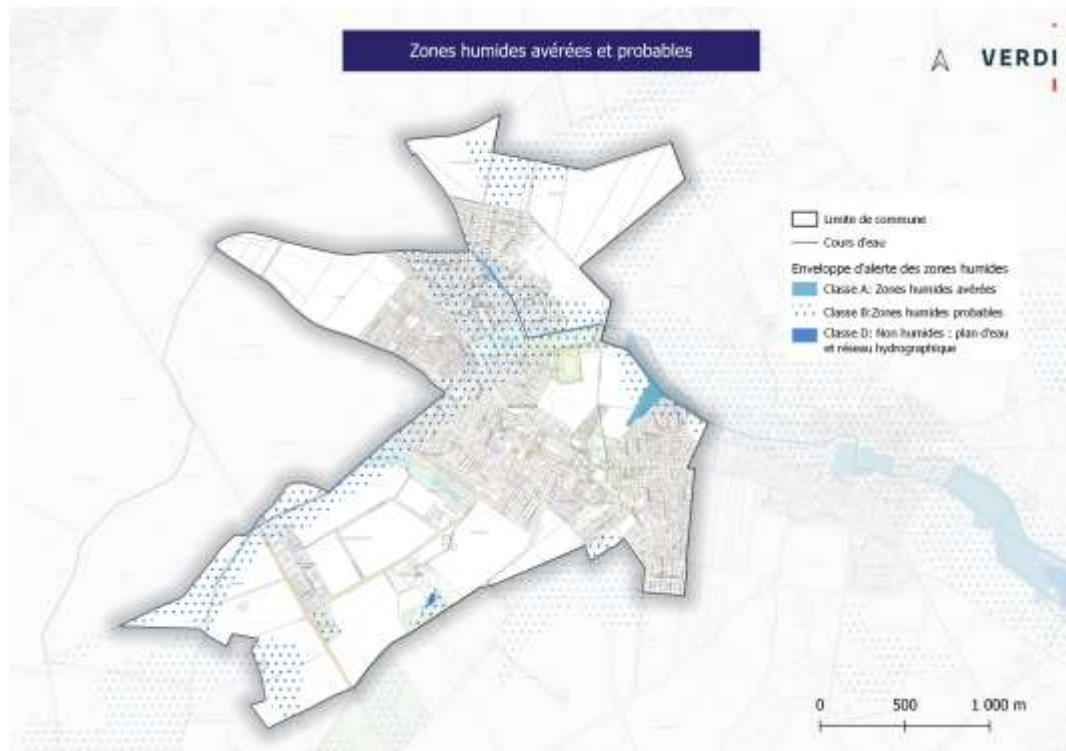 Zones humides avérées et probables
VERDI
Limite de commune
Cours d'eau
Enveloppe d'alerte des zones humides
Classe A: Zones humides avérées
Classe B:Zones humides probables
Classe D: Non humides : plan d'eau
et réseau hydrographique
0 500 1 000 m